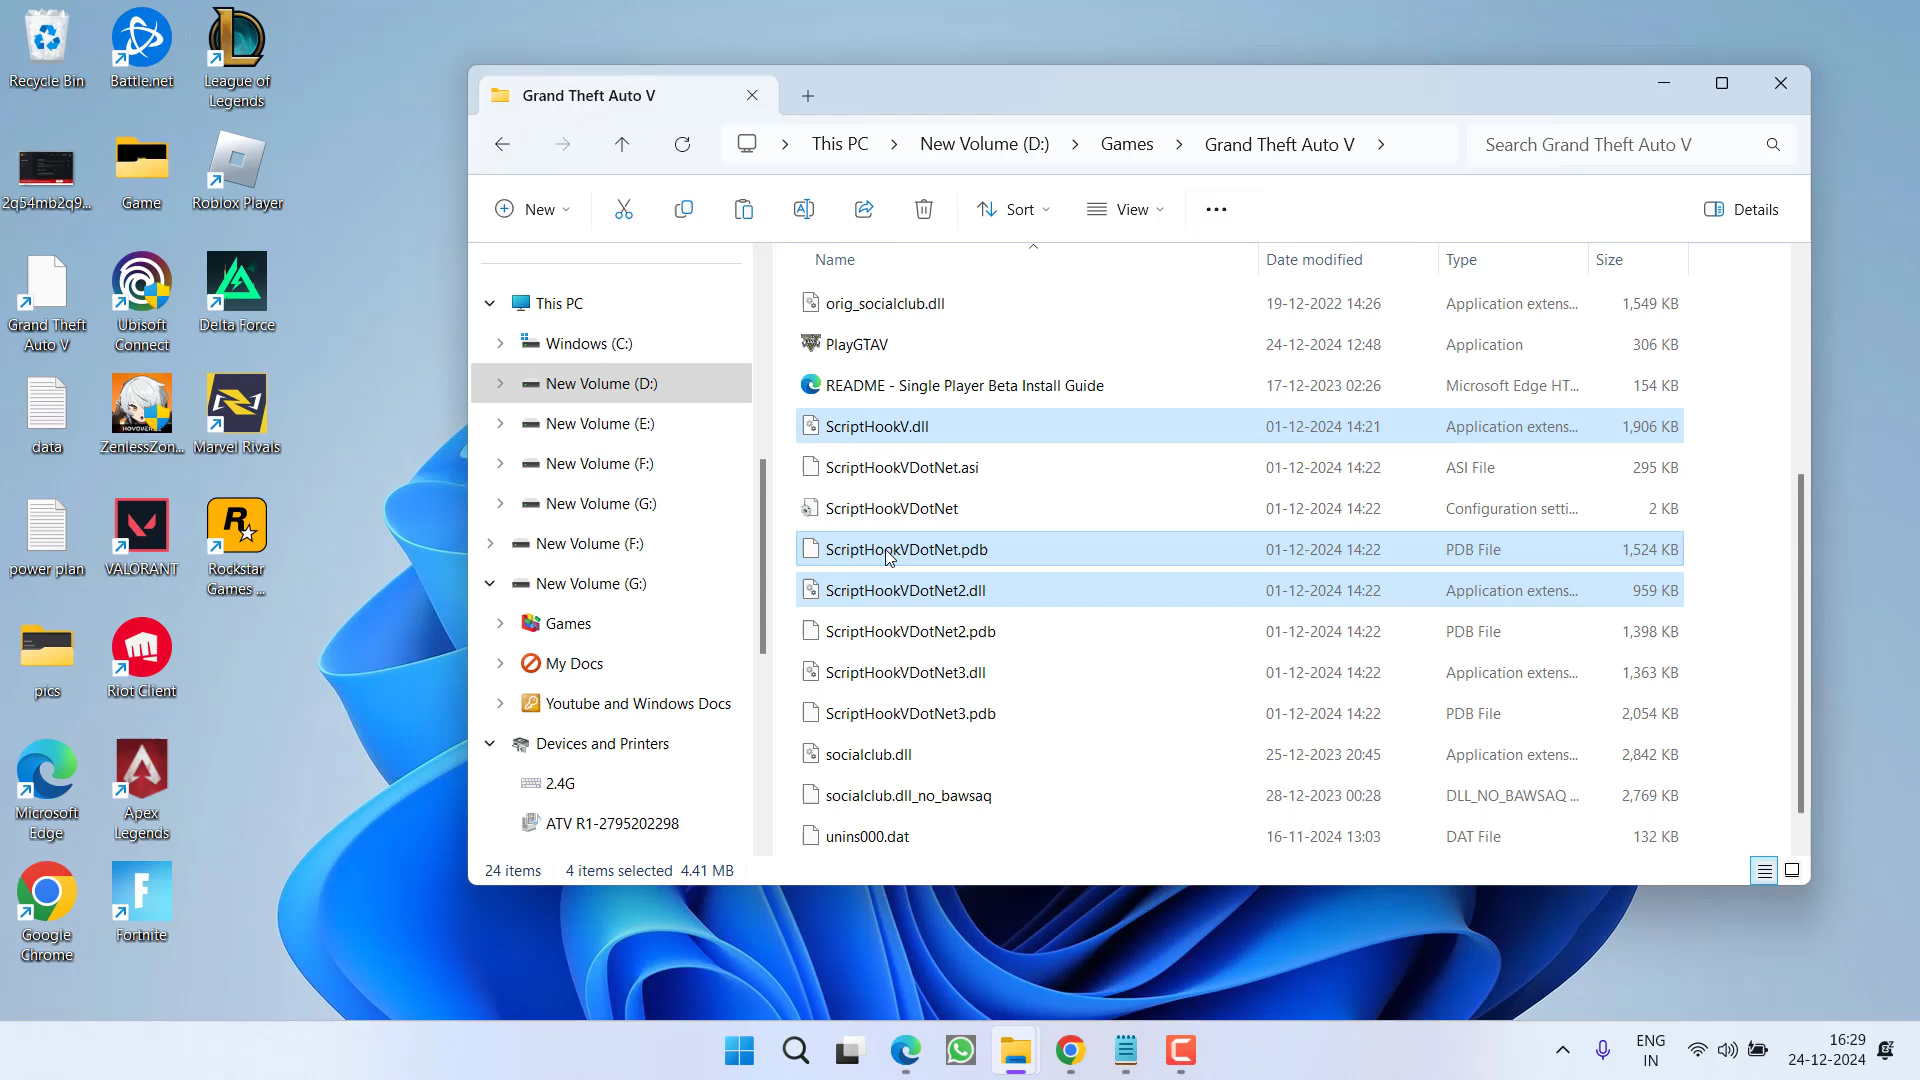 Recycle Bin
Battle.net
League of
Legends
2q54mb2q9...
Game
Roblox Player
Grand Theft
Auto V
Ubisoft
Connect
Delta Force
data
ZenlessZon...
Marvel Rivals
power plan
VALORANT
Rockstar
Games ...
pics
Riot Client
Microsoft
Edge
Apex
Legends
Google
Chrome
Fortnite
Grand Theft Auto V
This PC
New Volume (D:)
Games
Grand Theft Auto V
Search Grand Theft Auto V
New
Sort
View
Details
This PC
Windows (C:)
New Volume (D:)
New Volume (E:)
New Volume (F:)
New Volume (G:)
New Volume (F:)
New Volume (G:)
Games
My Docs
Youtube and Windows Docs
Devices and Printers
2.4G
ATV R1-2795202298
Name Date modified Type Size
orig_socialclub.dll 19-12-2022 14:26 Application extens... 1,549 KB
PlayGTAV 24-12-2024 12:48 Application 306 KB
README - Single Player Beta Install Guide 17-12-2023 02:26 Microsoft Edge HT... 154 KB
ScriptHookV.dll 01-12-2024 14:21 Application extens... 1,906 KB
ScriptHookVDotNet.asi 01-12-2024 14:22 ASI File 295 KB
ScriptHookVDotNet 01-12-2024 14:22 Configuration setti... 2 KB
ScriptHookVDotNet.pdb 01-12-2024 14:22 PDB File 1,524 KB
ScriptHookVDotNet2.dll 01-12-2024 14:22 Application extens... 959 KB
ScriptHookVDotNet2.pdb 01-12-2024 14:22 PDB File 1,398 KB
ScriptHookVDotNet3.dll 01-12-2024 14:22 Application extens... 1,363 KB
ScriptHookVDotNet3.pdb 01-12-2024 14:22 PDB File 2,054 KB
socialclub.dll 25-12-2023 20:45 Application extens... 2,842 KB
socialclub.dll_no_bawsaq 28-12-2023 00:28 DLL_NO_BAWSAQ ... 2,769 KB
unins000.dat 16-11-2024 13:03 DAT File 132 KB
24 items 4 items selected 4.41 MB
ENG
IN
16:29
24-12-2024